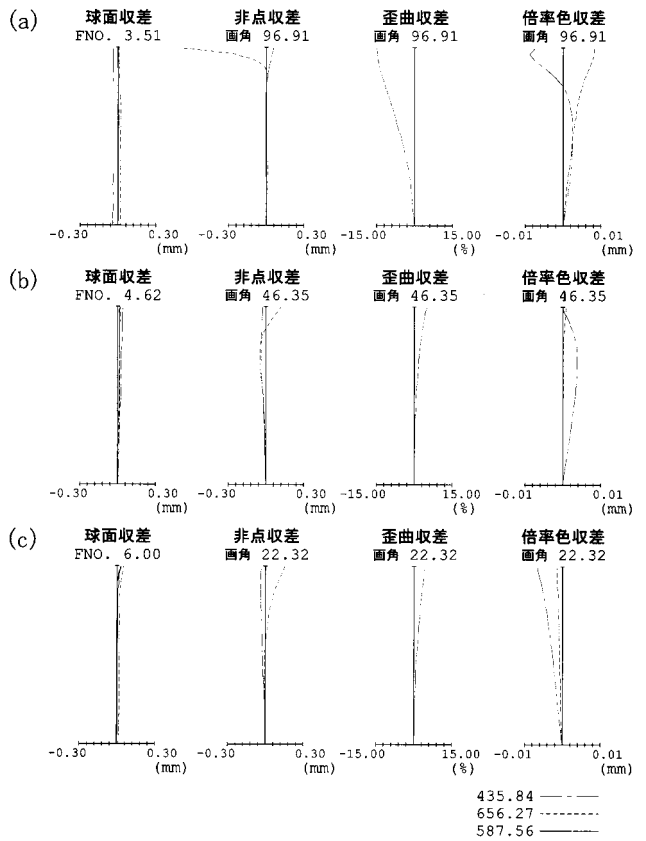 (a)
球面収差 非点収差 歪曲収差 倍率色収差
FNO. 3.51 画角 96.91 画角 96.91 画角 96.91
-0.30 0.30 -0.30 0.30 -15.00 15.00 -0.01 0.01
(mm) (mm) (%) (mm)
(b)
球面収差 非点収差 歪曲収差 倍率色収差
FNO. 4.62 画角 46.35 画角 46.35 画角 46.35
-0.30 0.30 -0.30 0.30 -15.00 15.00 -0.01 0.01
(mm) (mm) (%) (mm)
(c)
球面収差 非点収差 歪曲収差 倍率色収差
FNO. 6.00 画角 22.32 画角 22.32 画角 22.32
-0.30 0.30 -0.30 0.30 -15.00 15.00 -0.01 0.01
(mm) (mm) (%) (mm)
435.84
656.27
587.56